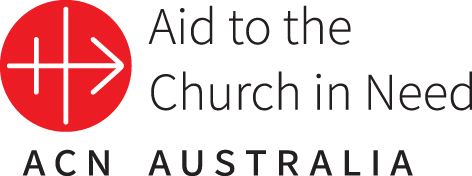 Aid to the
Church in Need
ACN AUSTRALIA